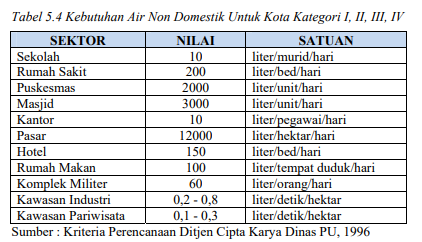 Tabel 5.4 Kebutuhan Air Non Domestik Untuk Kota Kategori I, II, III, IV
SEKTOR NILAI SATUAN
Sekolah 10 liter/murid/hari
Rumah Sakit 200 liter/bed/hari
Puskesmas 2000 liter/unit/hari
Masjid 3000 liter/unit/hari
Kantor 10 liter/pegawai/hari
Pasar 12000 liter/hektar/hari
Hotel 150 liter/bed/hari
Rumah Makan 100 liter/tempat duduk/hari
Komplek Militer 60 liter/orang/hari
Kawasan Industri 0,2 - 0,8 liter/detik/hektar
Kawasan Pariwisata 0,1 - 0,3 liter/detik/hektar
Sumber : Kriteria Perencanaan Ditjen Cipta Karya Dinas PU, 1996